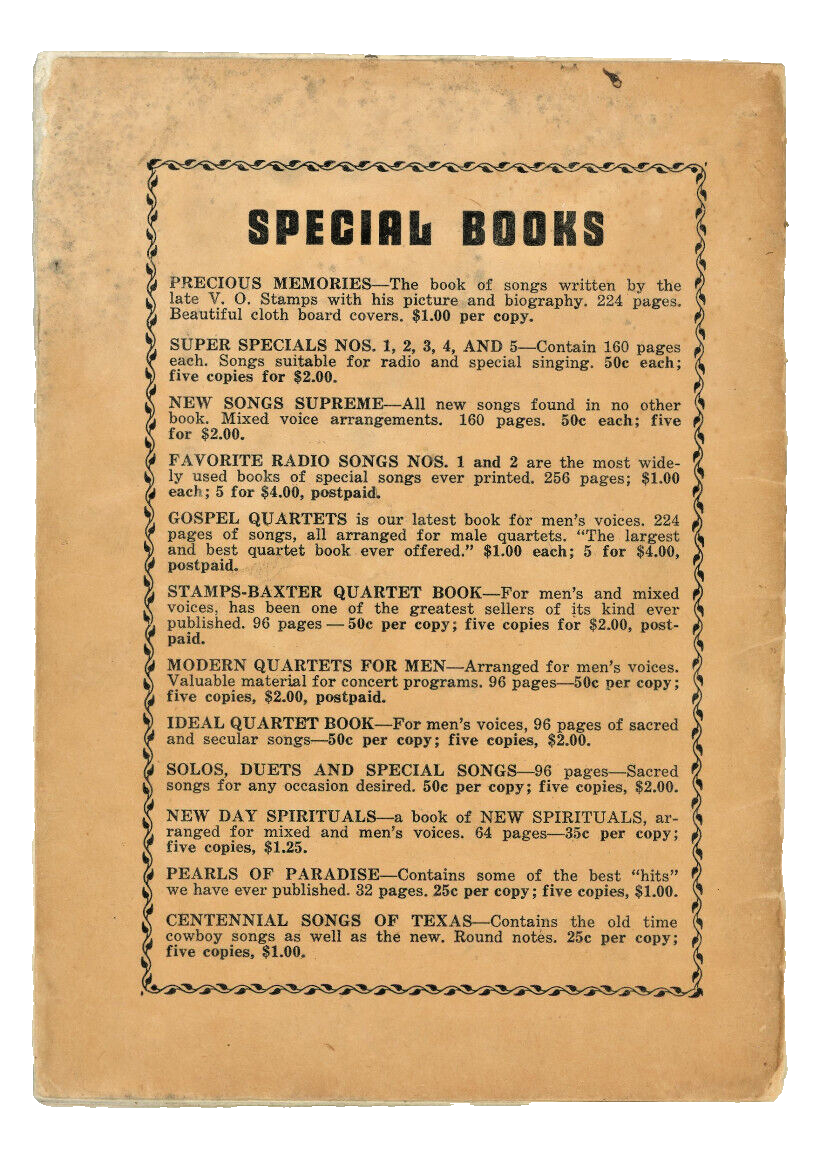 SPECIAL BOOKS
PRECIOUS MEMORIES—The book of songs written by the
late V. O. Stamps with his picture and biography. 224 pages.
Beautiful cloth board covers. $1.00 per copy.
SUPER SPECIALS NOS. 1, 2, 3, 4, AND 5—Contain 160 pages
each. Songs suitable for radio and special singing. 50c each;
five copies for $2.00.
NEW SONGS SUPREME—All new songs found in no other
book. Mixed voice arrangements. 160 pages. 50c each; five
for $2.00.
FAVORITE RADIO SONGS NOS. 1 and 2 are the most wide-
ly used books of special songs ever printed. 256 pages; $1.00
each; 5 for $4.00, postpaid.
GOSPEL QUARTETS is our latest book for men's voices. 224
pages of songs, all arranged for male quartets. "The largest
and best quartet book ever offered." $1.00 each; 5 for $4.00,
postpaid.
STAMPS-BAXTER QUARTET BOOK—For men's and mixed
voices, has been one of the greatest sellers of its kind ever
published. 96 pages — 50c per copy; five copies for $2.00, post-
paid.
MODERN QUARTETS FOR MEN—Arranged for men's voices.
Valuable material for concert programs. 96 pages—50c per copy;
five copies, $2.00, postpaid.
IDEAL QUARTET BOOK—For men's voices, 96 pages of sacred
and secular songs—50c per copy; five copies, $2.00.
SOLOS, DUETS AND SPECIAL SONGS—96 pages—Sacred
songs for any occasion desired. 50c per copy; five copies, $2.00.
NEW DAY SPIRITUALS—a book of NEW SPIRITUALS, ar-
ranged for mixed and men's voices. 64 pages—35c per copy;
five copies, $1.25.
PEARLS OF PARADISE—Contains some of the best "hits"
we have ever published. 32 pages. 25c per copy; five copies, $1.00.
CENTENNIAL SONGS OF TEXAS—Contains the old time
cowboy songs as well as the new. Round notes. 25c per copy;
five copies, $1.00.